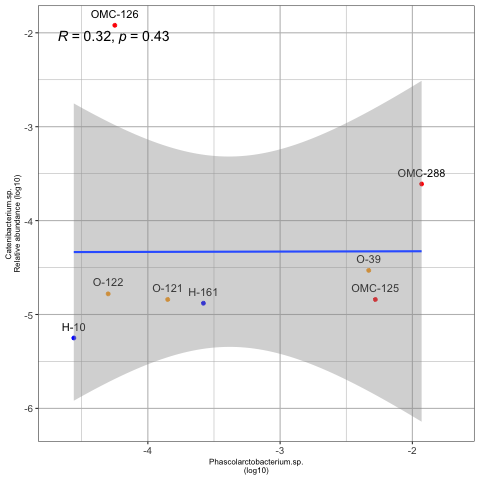 OMC-126
R = 0.32, p = 0.43
-2
-3
-4
-5
-6
Catenibacterium.sp.
Relative abundance (log10)
OMC-288
O-39
O-122
O-121
H-161
OMC-125
H-10
-4
-3
-2
Phascolarctobacterium.sp.
(log10)